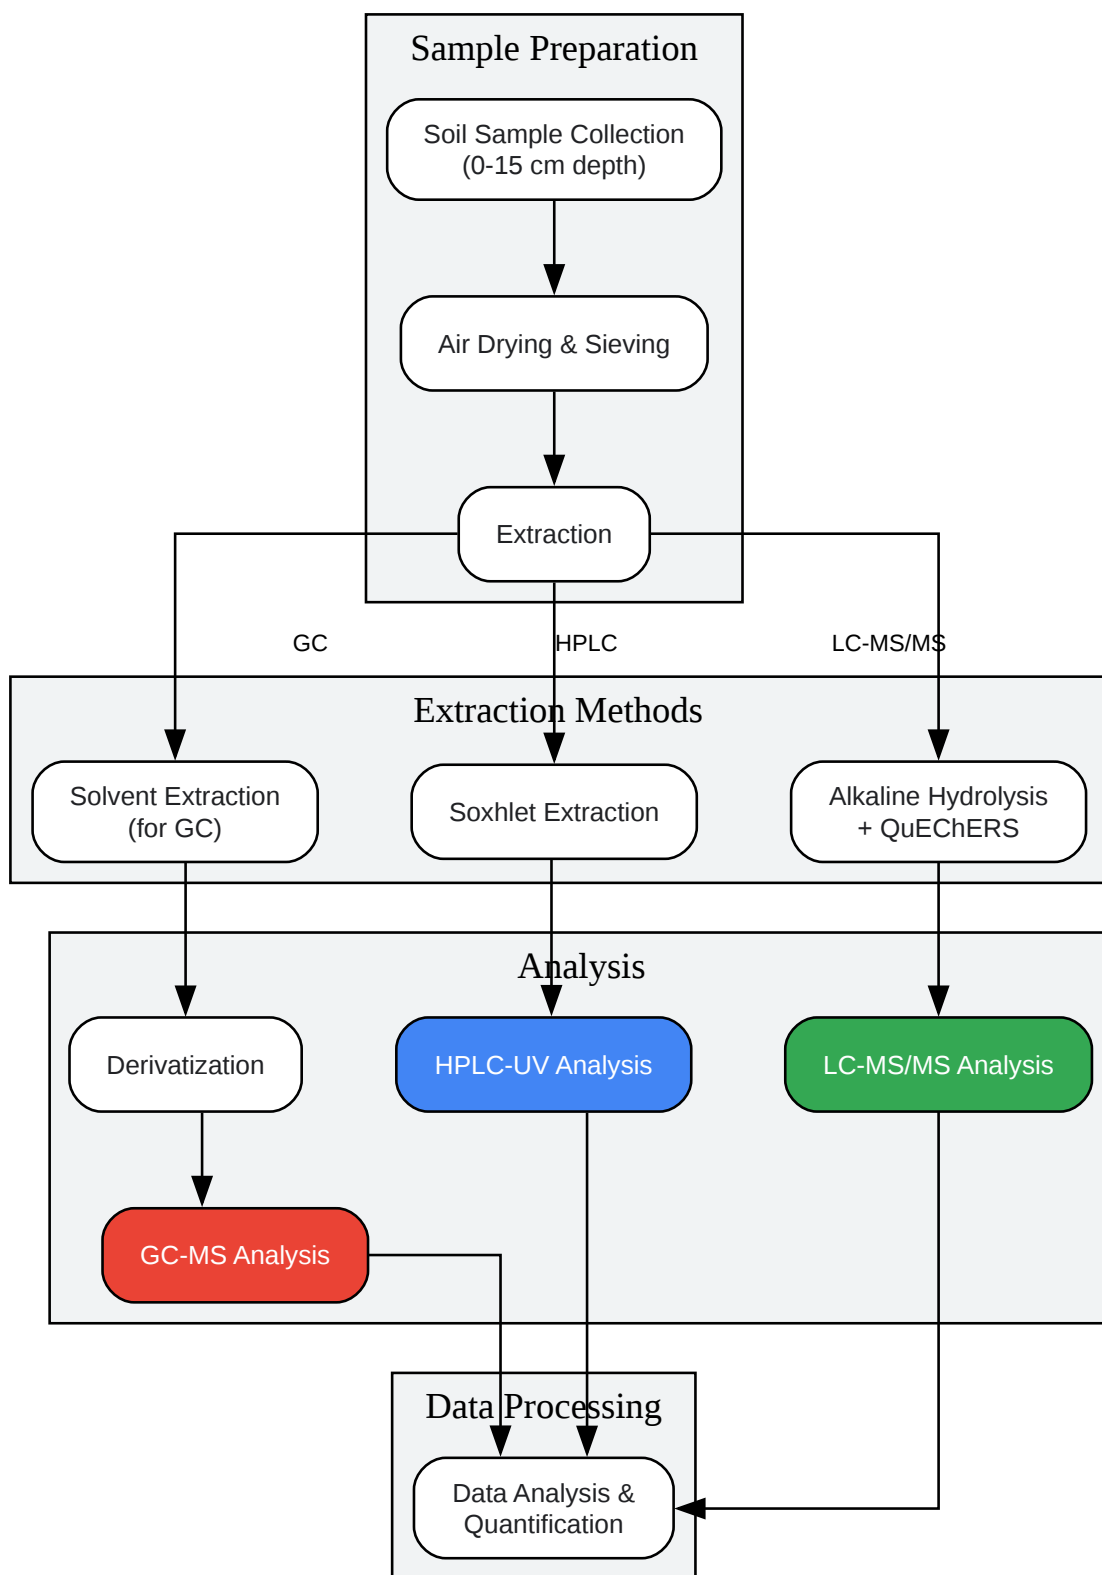 Sample Preparation
Soil Sample Collection
(0-15 cm depth)
Air Drying & Sieving
Extraction
GC
HPLC
LC-MS/MS
Extraction Methods
Solvent Extraction
(for GC)
Soxhlet Extraction
Alkaline Hydrolysis
+ QuEChERS
Analysis
Derivatization
HPLC-UV Analysis
LC-MS/MS Analysis
GC-MS Analysis
Data Processing
Data Analysis &
Quantification